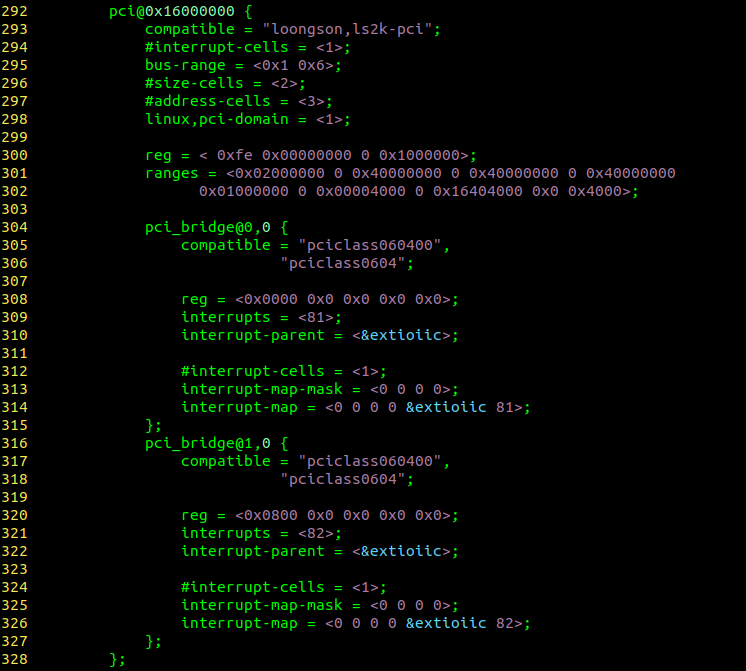 292         pci@0x16000000 {
293             compatible = "loongson,ls2k-pci";
294             #interrupt-cells = <1>;
295             bus-range = <0x1 0x6>;
296             #size-cells = <2>;
297             #address-cells = <3>;
298             linux,pci-domain = <1>;
299
300             reg = < 0xfe 0x00000000 0 0x1000000>;
301             ranges = <0x02000000 0 0x40000000 0 0x40000000 0 0x40000000
302                   0x01000000 0 0x00004000 0 0x16404000 0x0 0x4000>;
303
304             pci_bridge@0,0 {
305                 compatible = "pciclass060400",
306                            "pciclass0604";
307
308                 reg = <0x0000 0x0 0x0 0x0 0x0>;
309                 interrupts = <81>;
310                 interrupt-parent = <&extioiic>;
311
312                 #interrupt-cells = <1>;
313                 interrupt-map-mask = <0 0 0 0>;
314                 interrupt-map = <0 0 0 0 &extioiic 81>;
315             };
316             pci_bridge@1,0 {
317                 compatible = "pciclass060400",
318                            "pciclass0604";
319
320                 reg = <0x0800 0x0 0x0 0x0 0x0>;
321                 interrupts = <82>;
322                 interrupt-parent = <&extioiic>;
323
324                 #interrupt-cells = <1>;
325                 interrupt-map-mask = <0 0 0 0>;
326                 interrupt-map = <0 0 0 0 &extioiic 82>;
327             };
328         };